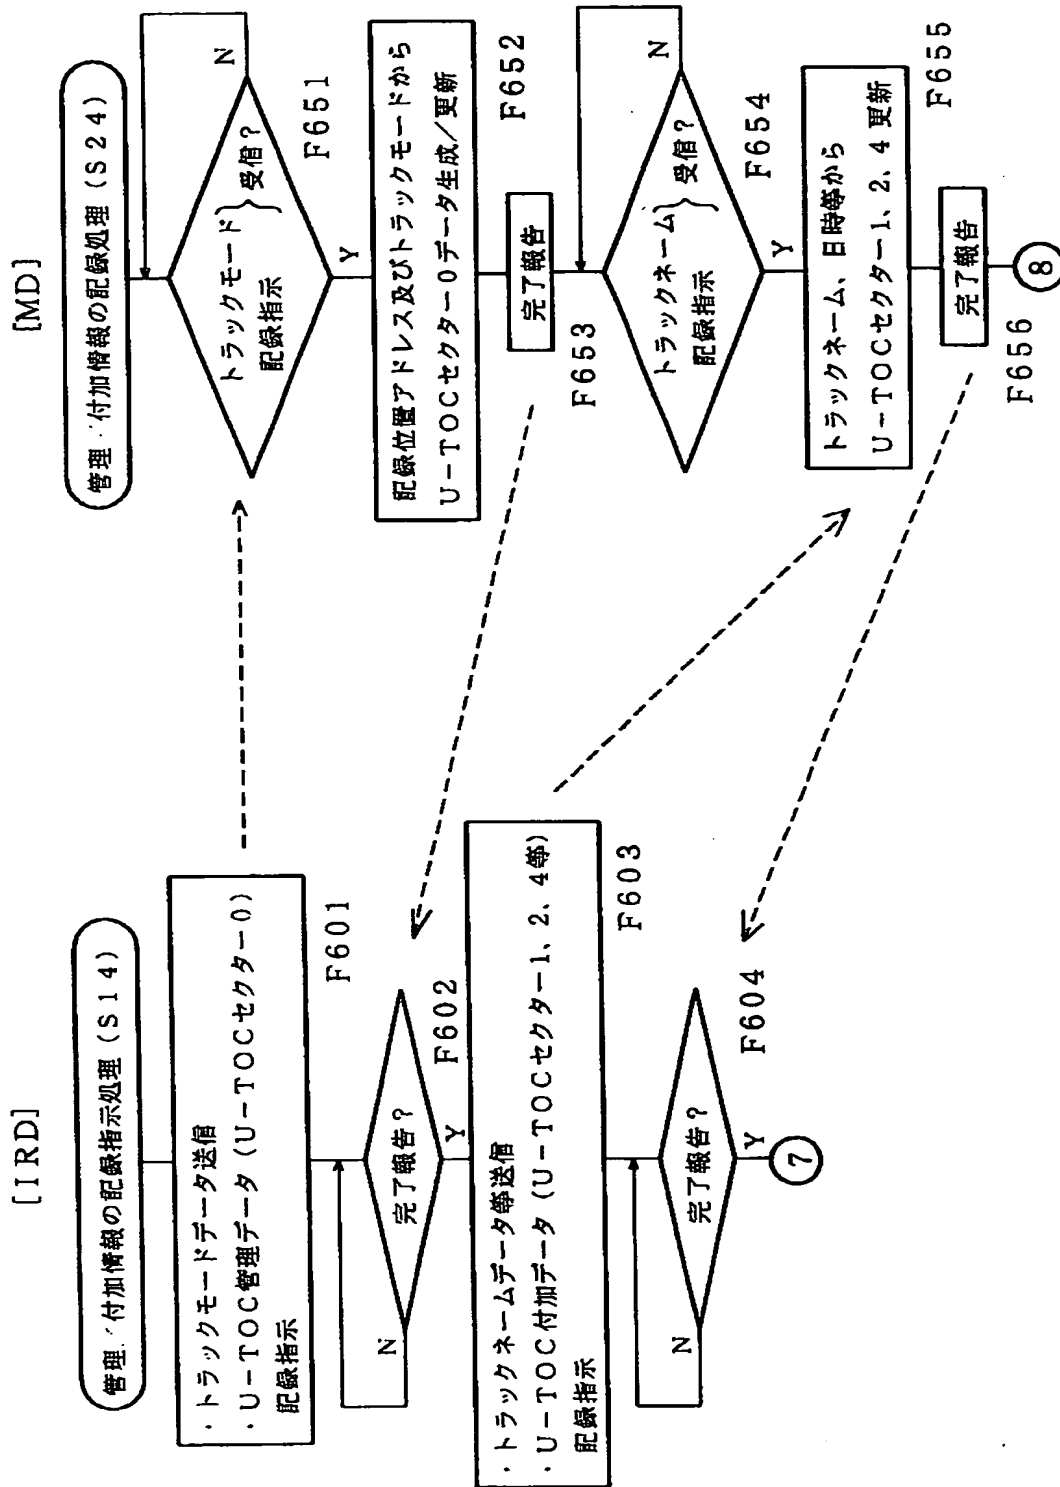 [IRD]
管理/付加情報の記録指示処理(S14)
・トラックモードデータ送信
・U-TOC管理データ(U-TOCセクター0)
記録指示
F601
完了報告?
N
Y
F602
・トラックネームデータ等送信
・U-TOC付加データ(U-TOCセクター1、2、4等)
記録指示
F603
完了報告?
N
Y
F604
7
[MD]
管理/付加情報の記録処理(S24)
トラックモード
記録指示
受信?
N
Y
F651
記録位置アドレス及びトラックモードから
U-TOCセクター0データ生成/更新
F652
完了報告
F653
トラックネーム
記録指示
受信?
N
Y
F654
トラックネーム、日時等から
U-TOCセクター1、2、4更新
F655
完了報告
F656
8